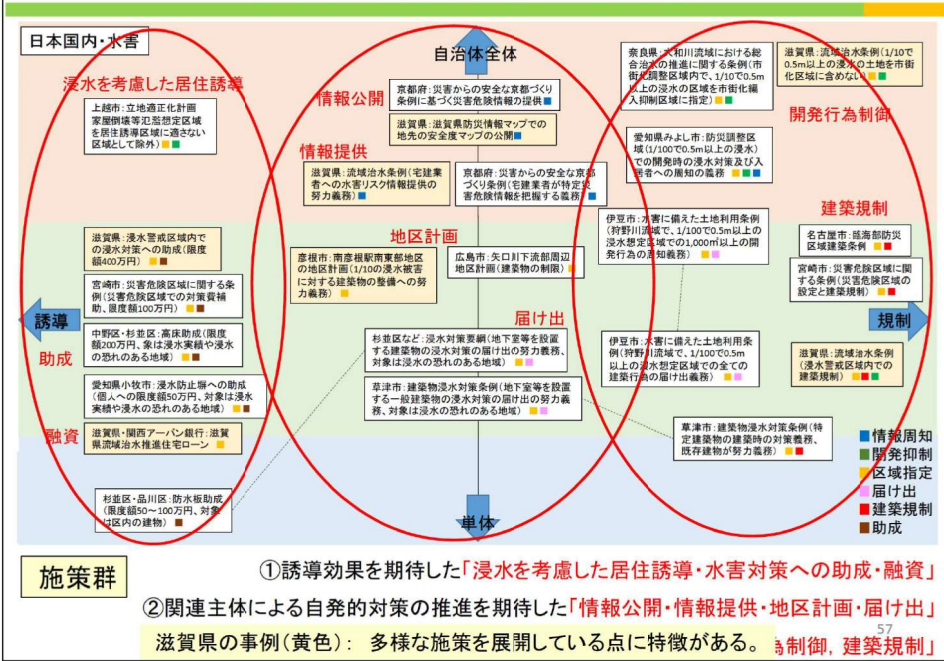 日本国内・水害
自治体全体
浸水を考慮した居住誘導
上越市：立地適正化計画
家屋倒壊等氾濫想定区域
を居住誘導区域に適さない
区域として除外）
情報公開
京都府：災害からの安全な京都づくり
条例に基づく災害危険情報の提供
滋賀県：滋賀県防災情報マップでの
地先の安全度マップの公開
情報提供
滋賀県：流域治水条例（宅建業
者への水害リスク情報提供の
努力義務）
京都府：災害からの安全な京都
づくり条例（宅建業者が特定災
害危険情報を把握する義務）
奈良県：大和川流域における総
合治水の推進に関する条例（市
街化調整区域内で、1/10で0.5m
以上の浸水の区域を市街化編
入抑制区域に指定）
滋賀県：流域治水条例（1/10で
0.5m以上の浸水の土地を市街
化区域に含めない）
開発行為制御
愛知県みよし市：防災調整区
域（1/100で0.5m以上の浸水）
での開発時の浸水対策及び入
居者への周知の義務
滋賀県：浸水警戒区域内で
の浸水対策への助成（限度
額400万円）
宮崎市：災害危険区域に関する条
例（災害危険区域での対策費補
助、限度額100万円）
誘導
中野区・杉並区：高床助成（限度
額200万円、象は浸水実績や浸水
の恐れのある地域）
助成
愛知県小牧市：浸水防止塀への助成
（個人への限度額50万円、対象は浸水
実績や浸水の恐れのある地域）
融資
滋賀県・関西アーバン銀行：滋賀
県流域治水推進住宅ローン
杉並区・品川区：防水板助成
（限度額50～100万円、対象
は区内の建物）
地区計画
彦根市：南彦根駅南東部地区
の地区計画（1/10の浸水被害
に対する建築物の整備への努
力義務）
広島市：矢口川下流部周辺
地区計画（建築物の制限）
届け出
杉並区など：浸水対策要綱（地下室等を設置
する建築物の浸水対策の届け出の努力義務、
対象は浸水の恐れのある地域）
草津市：建築物浸水対策条例（地下室等を設置
する一般建築物の浸水対策の届け出の努力義
務、対象は浸水の恐れのある地域）
単体
伊豆市：水害に備えた土地利用条例
（狩野川流域で、1/100で0.5m以上の
浸水想定区域での1,000㎡以上の開
発行為の周知義務）
建築規制
名古屋市：臨海部防災
区域建築条例
宮崎市：災害危険区域に関
する条例（災害危険区域の
設定と建築規制）
規制
伊豆市：水害に備えた土地利用条
例（狩野川流域で、1/100で0.5m
以上の浸水想定区域での全ての
建築行為の届け出義務）
滋賀県：流域治水条例
（浸水警戒区域内での
建築規制）
草津市：建築物浸水対策条例（特
定建築物の建築時の対策義務、
既存建物が努力義務）
情報周知
開発抑制
区域指定
届け出
建築規制
助成
施策群
①誘導効果を期待した「浸水を考慮した居住誘導・水害対策への助成・融資」
②関連主体による自発的対策の推進を期待した「情報公開・情報提供・地区計画・届け出」
57
滋賀県の事例（黄色）： 多様な施策を展開している点に特徴がある。
為制御，建築規制」